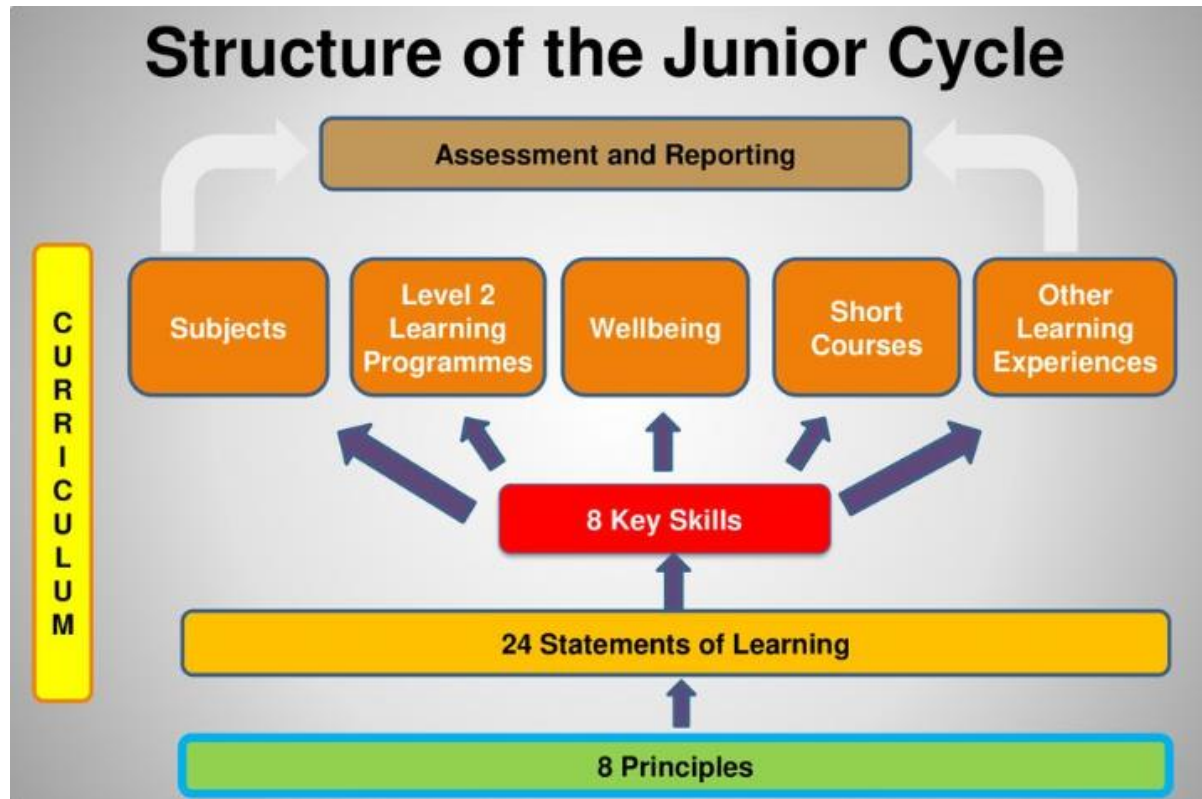 Structure of the Junior Cycle
Assessment and Reporting
CURRICULUM
Subjects
Level 2
Learning
Programmes
Wellbeing
Short
Courses
Other
Learning
Experiences
8 Key Skills
24 Statements of Learning
8 Principles